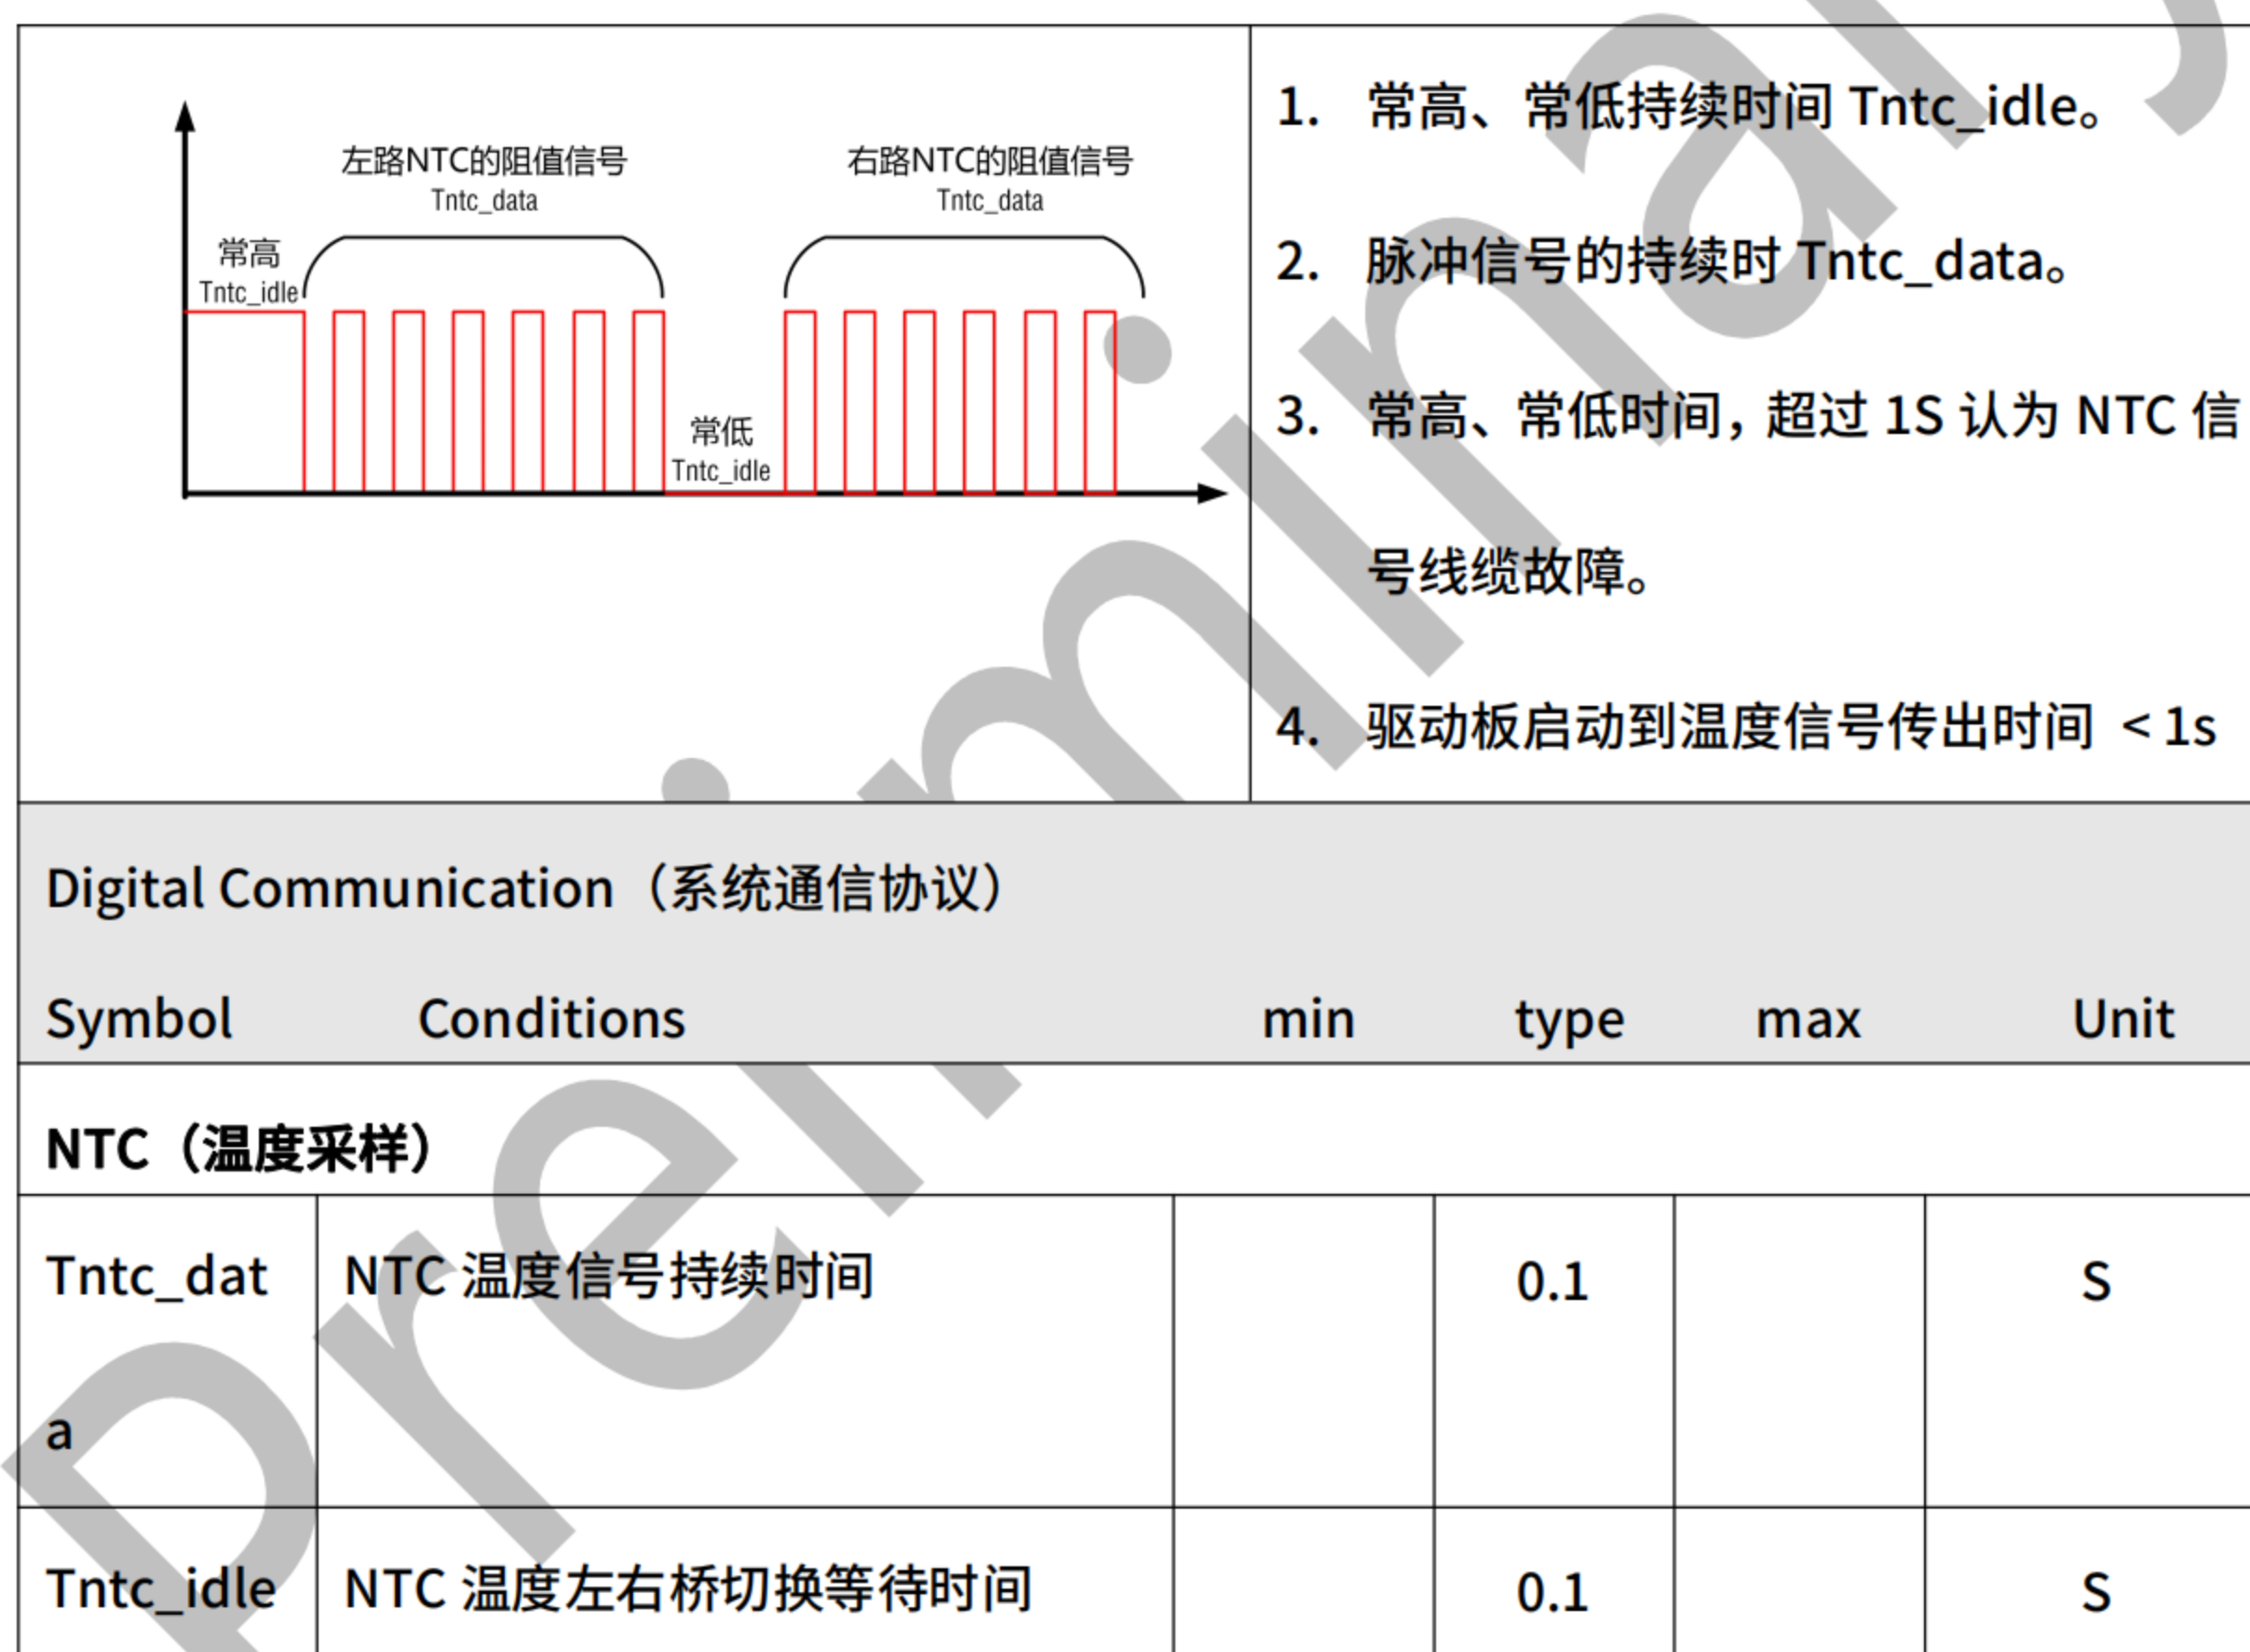 左路NTC的阻值信号
Tntc_data
右路NTC的阻值信号
Tntc_data
常高
Tntc_idle
常低
Tntc_idle
1. 常高、常低持续时间 Tntc_idle。
2. 脉冲信号的持续时 Tntc_data。
3. 常高、常低时间，超过 1S 认为 NTC 信
号线缆故障。
4. 驱动板启动到温度信号传出时间 < 1s
Digital Communication（系统通信协议）
Symbol Conditions min type max Unit
NTC（温度采样）
Tntc_dat NTC 温度信号持续时间 0.1 S
a
Tntc_idle NTC 温度左右桥切换等待时间 0.1 S
Preliminary